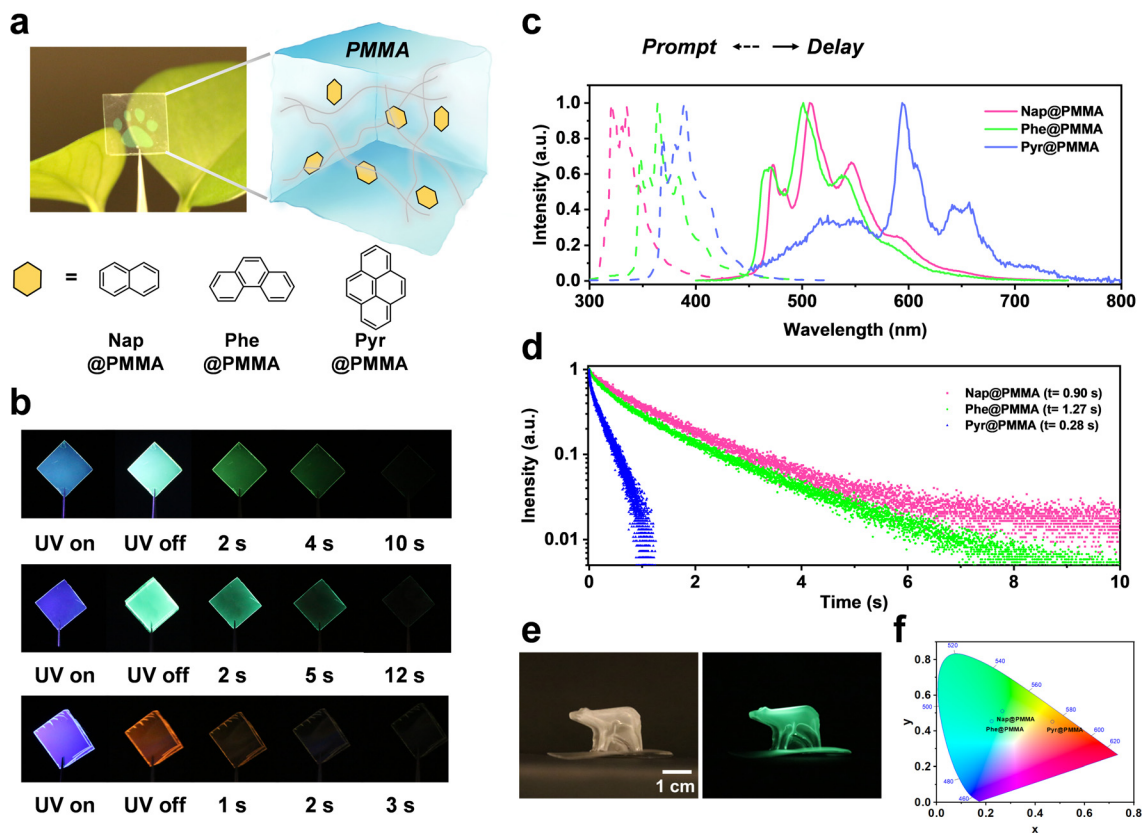 a
PMMA
=
Nap
@PMMA
Phe
@PMMA
Pyr
@PMMA
b
UV on
UV off
2 s
4 s
10 s
UV on
UV off
2 s
5 s
12 s
UV on
UV off
1 s
2 s
3 s
c
Prompt
Delay
Nap@PMMA
Phe@PMMA
Pyr@PMMA
Intensity (a.u.)
1.0
0.8
0.6
0.4
0.2
0.0
300
400
500
600
700
800
Wavelength (nm)
d
Nap@PMMA (t= 0.90 s)
Phe@PMMA (t= 1.27 s)
Pyr@PMMA (t= 0.28 s)
Inensity (a.u.)
1
0.1
0.01
0
2
4
6
8
10
Time (s)
e
1 cm
f
0.8
0.6
0.4
0.2
0.0
y
520
540
560
580
600
620
500
480
460
Nap@PMMA
Phe@PMMA
Pyr@PMMA
0.0
0.2
0.4
0.6
0.8
x